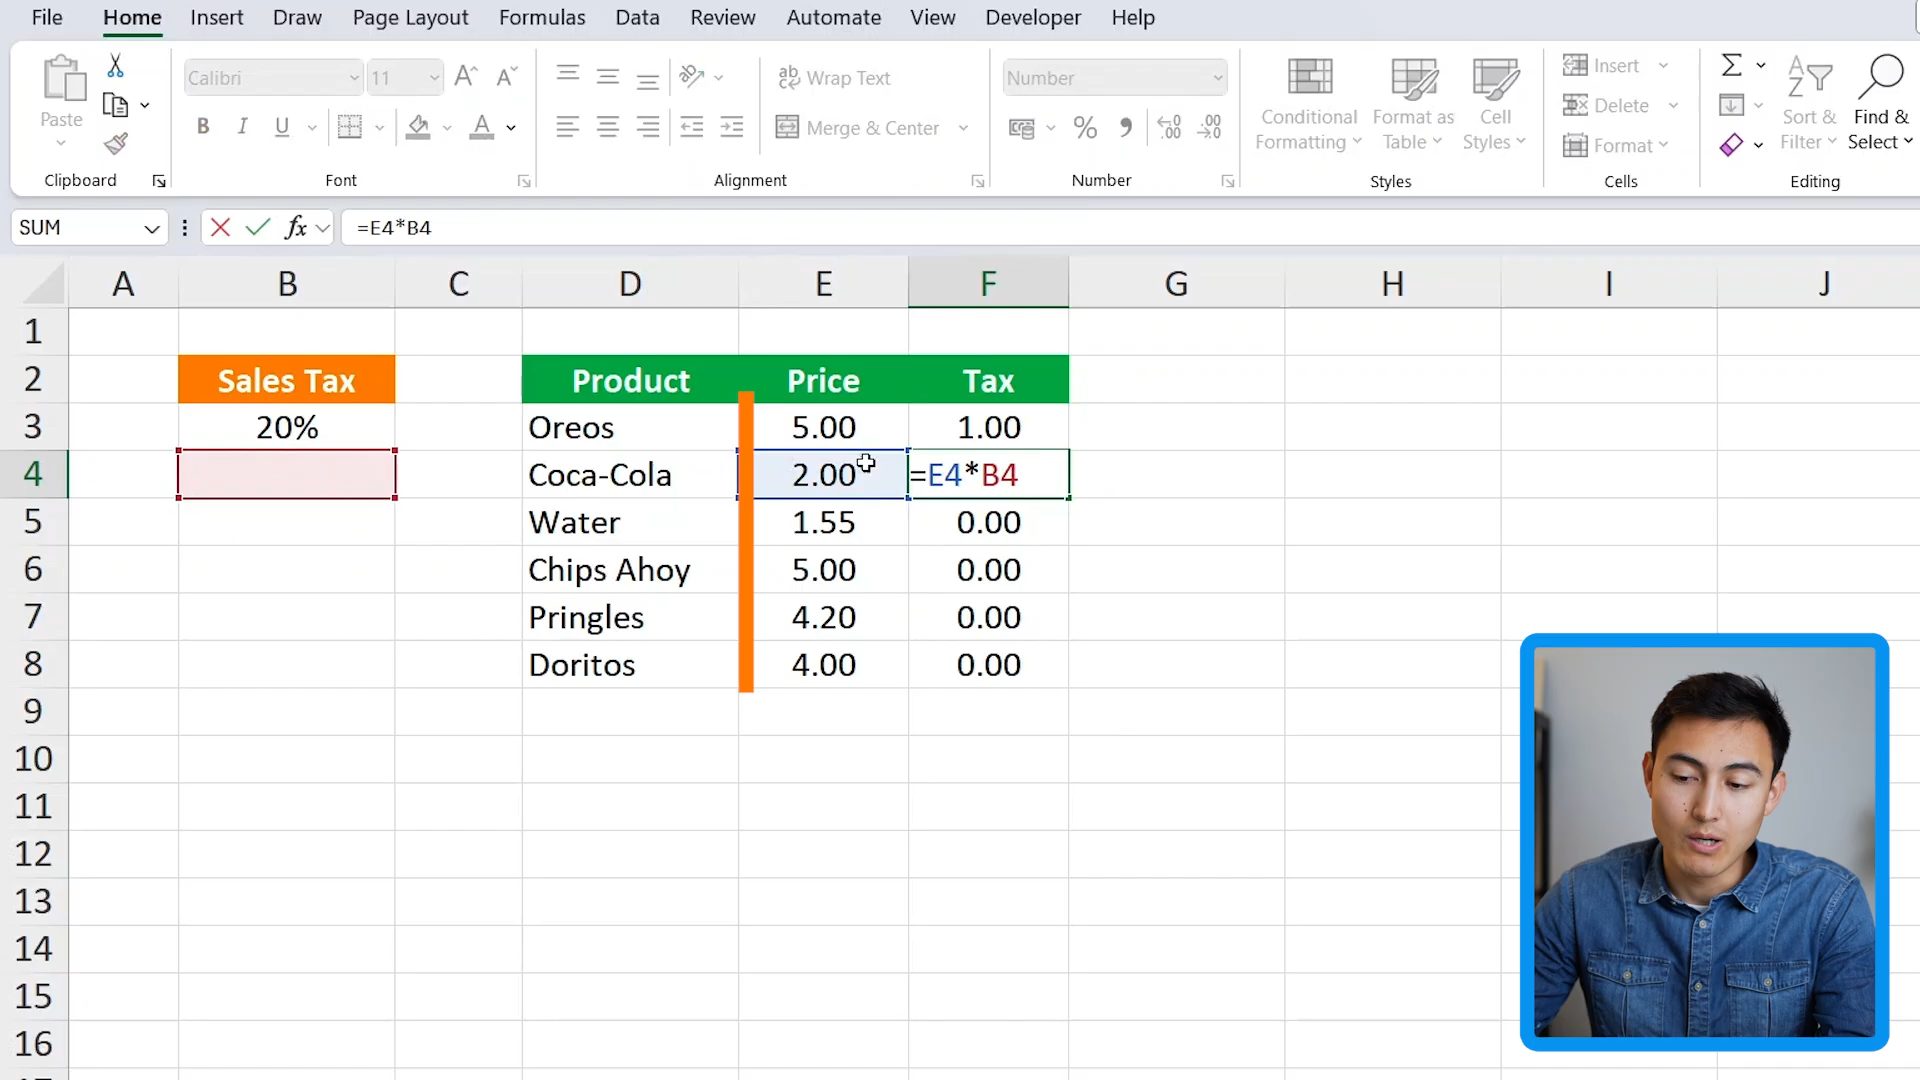 File Home Insert Draw Page Layout Formulas Data Review Automate View Developer Help
Paste
Calibri 11
B I U A
Wrap Text
Merge & Center
Number
Conditional Formatting
Format as Table
Cell Styles
Insert
Delete
Format
Sort & Filter
Find & Select
Clipboard Font Alignment Number Styles Cells Editing
SUM fx =E4*B4
A B C D E F G H I J
1
2 Sales Tax Product Price Tax
3 20% Oreos 5.00 1.00
4 Coca-Cola 2.00 =E4*B4
5 Water 1.55 0.00
6 Chips Ahoy 5.00 0.00
7 Pringles 4.20 0.00
8 Doritos 4.00 0.00
9
10
11
12
13
14
15
16